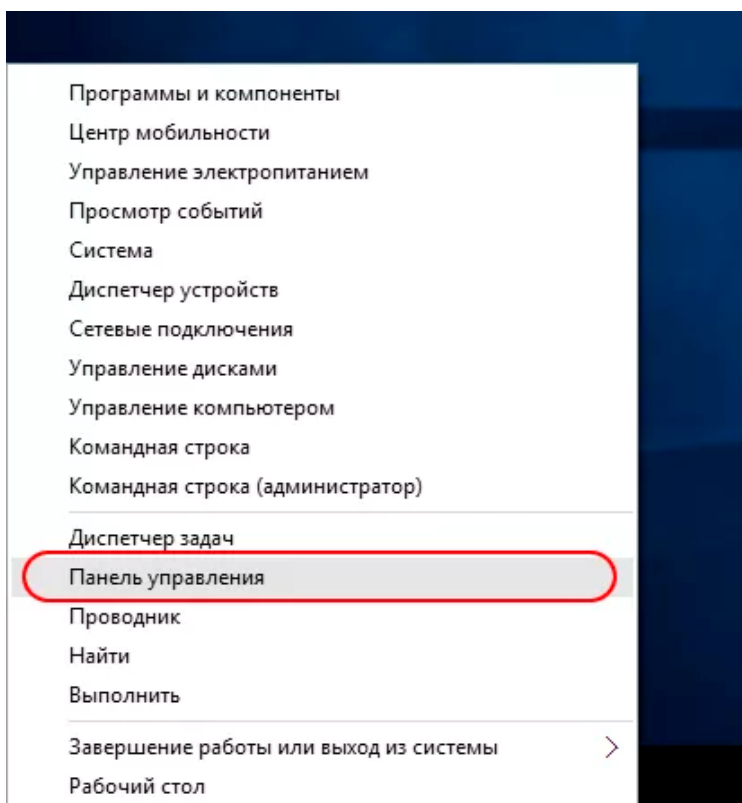 Программы и компоненты
Центр мобильности
Управление электропитанием
Просмотр событий
Система
Диспетчер устройств
Сетевые подключения
Управление дисками
Управление компьютером
Командная строка
Командная строка (администратор)
Диспетчер задач
Панель управления
Проводник
Найти
Выполнить
Завершение работы или выход из системы
Рабочий стол